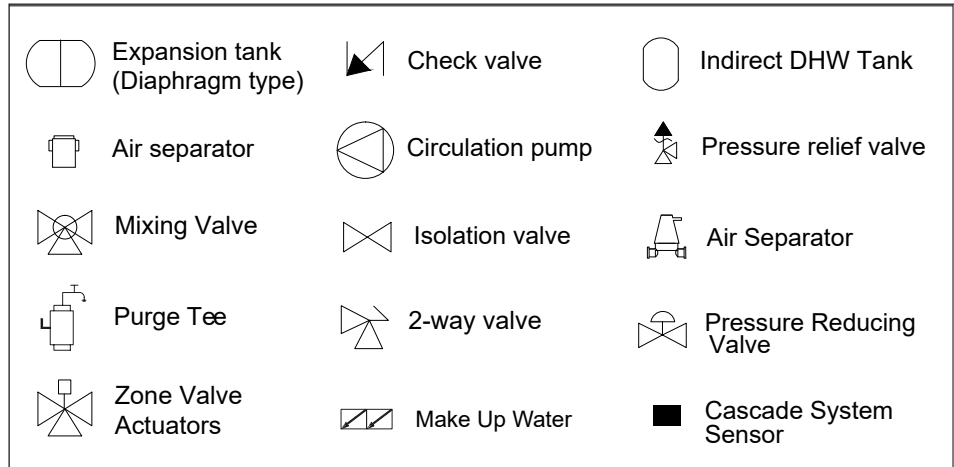 Expansion tank
(Diaphragm type)
Check valve
Indirect DHW Tank
Air separator
Circulation pump
Pressure relief valve
Mixing Valve
Isolation valve
Air Separator
Purge Tee
2-way valve
Pressure Reducing
Valve
Zone Valve
Actuators
Make Up Water
Cascade System
Sensor